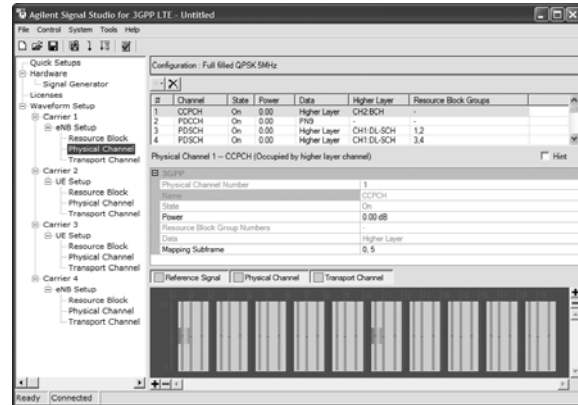 Agilent Signal Studio for 3GPP LTE - Untitled
File Control System Tools Help
Quick Setups
Hardware
Signal Generator
Licenses
Waveform Setup
Carrier 1
eNB Setup
Resource Block
Physical Channel
Transport Channel
Carrier 2
UE Setup
Resource Block
Physical Channel
Transport Channel
Carrier 3
UE Setup
Resource Block
Physical Channel
Transport Channel
Carrier 4
eNB Setup
Resource Block
Physical Channel
Transport Channel
Configuration : Full filled QPSK 5MHz
# Channel State Power Data Higher Layer Resource Block Groups
1 CCPCH On 0.00 Higher Layer CH2:BCH -
2 PDCCH On 0.00 PN9 - -
3 PDSCH On 0.00 Higher Layer CH1:DL-SCH 1,2
4 PDSCH On 0.00 Higher Layer CH1:DL-SCH 3,4
Physical Channel 1 -- CCPCH (Occupied by higher layer channel) Hint
3GPP
Physical Channel Number 1
Name CCPCH
State On
Power 0.00 dB
Resource Block Group Numbers -
Data Higher Layer
Mapping Subframe 0, 5
Reference Signal Physical Channel Transport Channel
Ready Connected